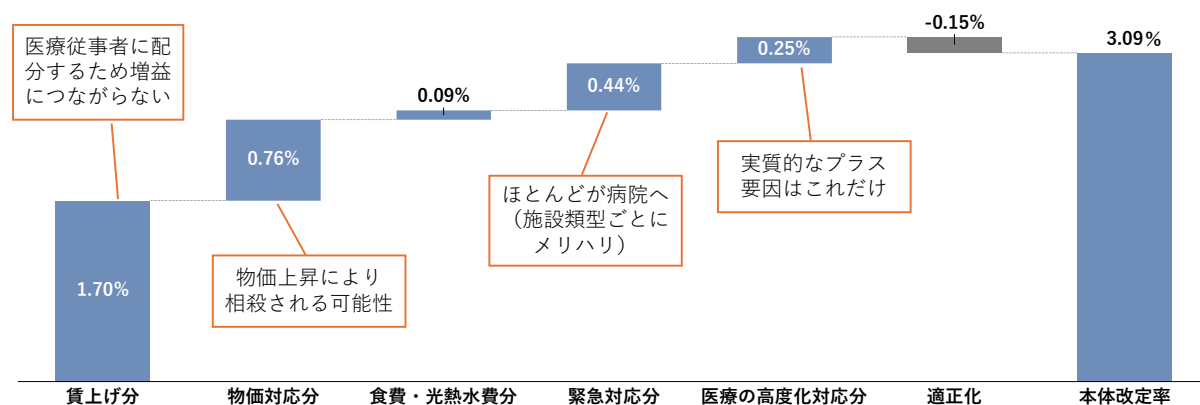 医療従事者に配
分するため増益
につながらない
1.70%
賃上げ分
0.76%
物価上昇により
相殺される可能性
物価対応分
0.09%
食費・光熱水費分
0.44%
ほとんどが病院へ
（施設類型ごとに
メリハリ）
緊急対応分
0.25%
実質的なプラス
要因はこれだけ
医療の高度化対応分
-0.15%
適正化
3.09%
本体改定率